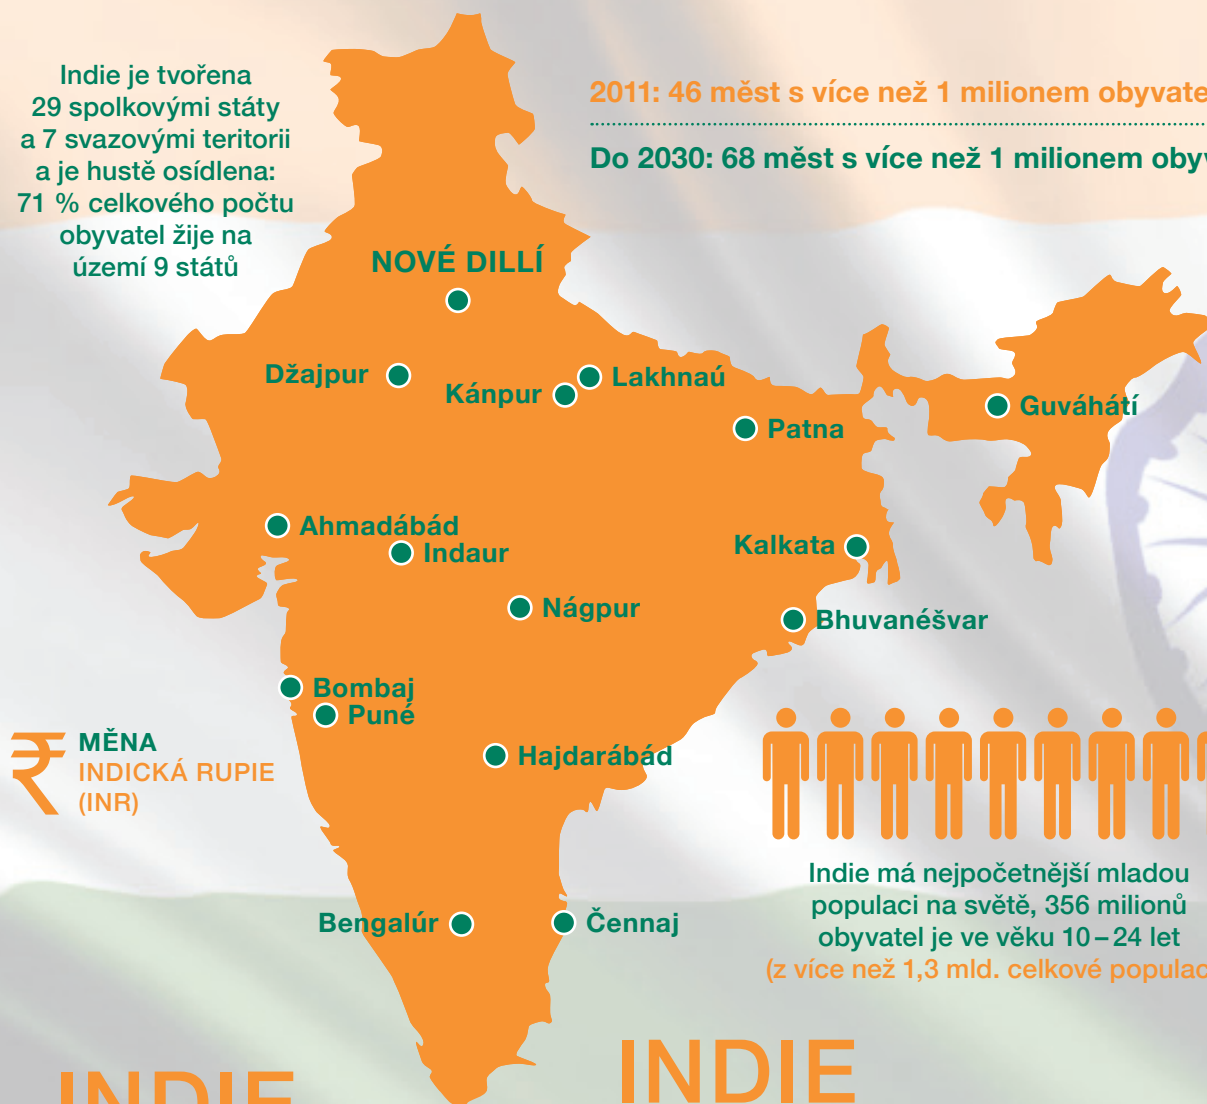 Indie je tvořena
29 spolkovými státy
a 7 svazovými teritorii
a je hustě osídlena:
71 % celkového počtu
obyvatel žije na
území 9 států
2011: 46 měst s více než 1 milionem obyvate
Do 2030: 68 měst s více než 1 milionem oby
NOVÉ DILLÍ
Džajpur
Kánpur
Lakhnaú
Patna
Guváhátí
Ahmadábád
Indaur
Kalkata
Nágpur
Bhuvanéšvar
Bombaj
Puné
Hajdarábád
₹ MĚNA
INDICKÁ RUPIE
(INR)
Indie má nejpočetnější mladou
populaci na světě, 356 milionů
obyvatel je ve věku 10–24 let
(z více než 1,3 mld. celkové populac
Bengalúr
Čennaj
INDIE
INDIE